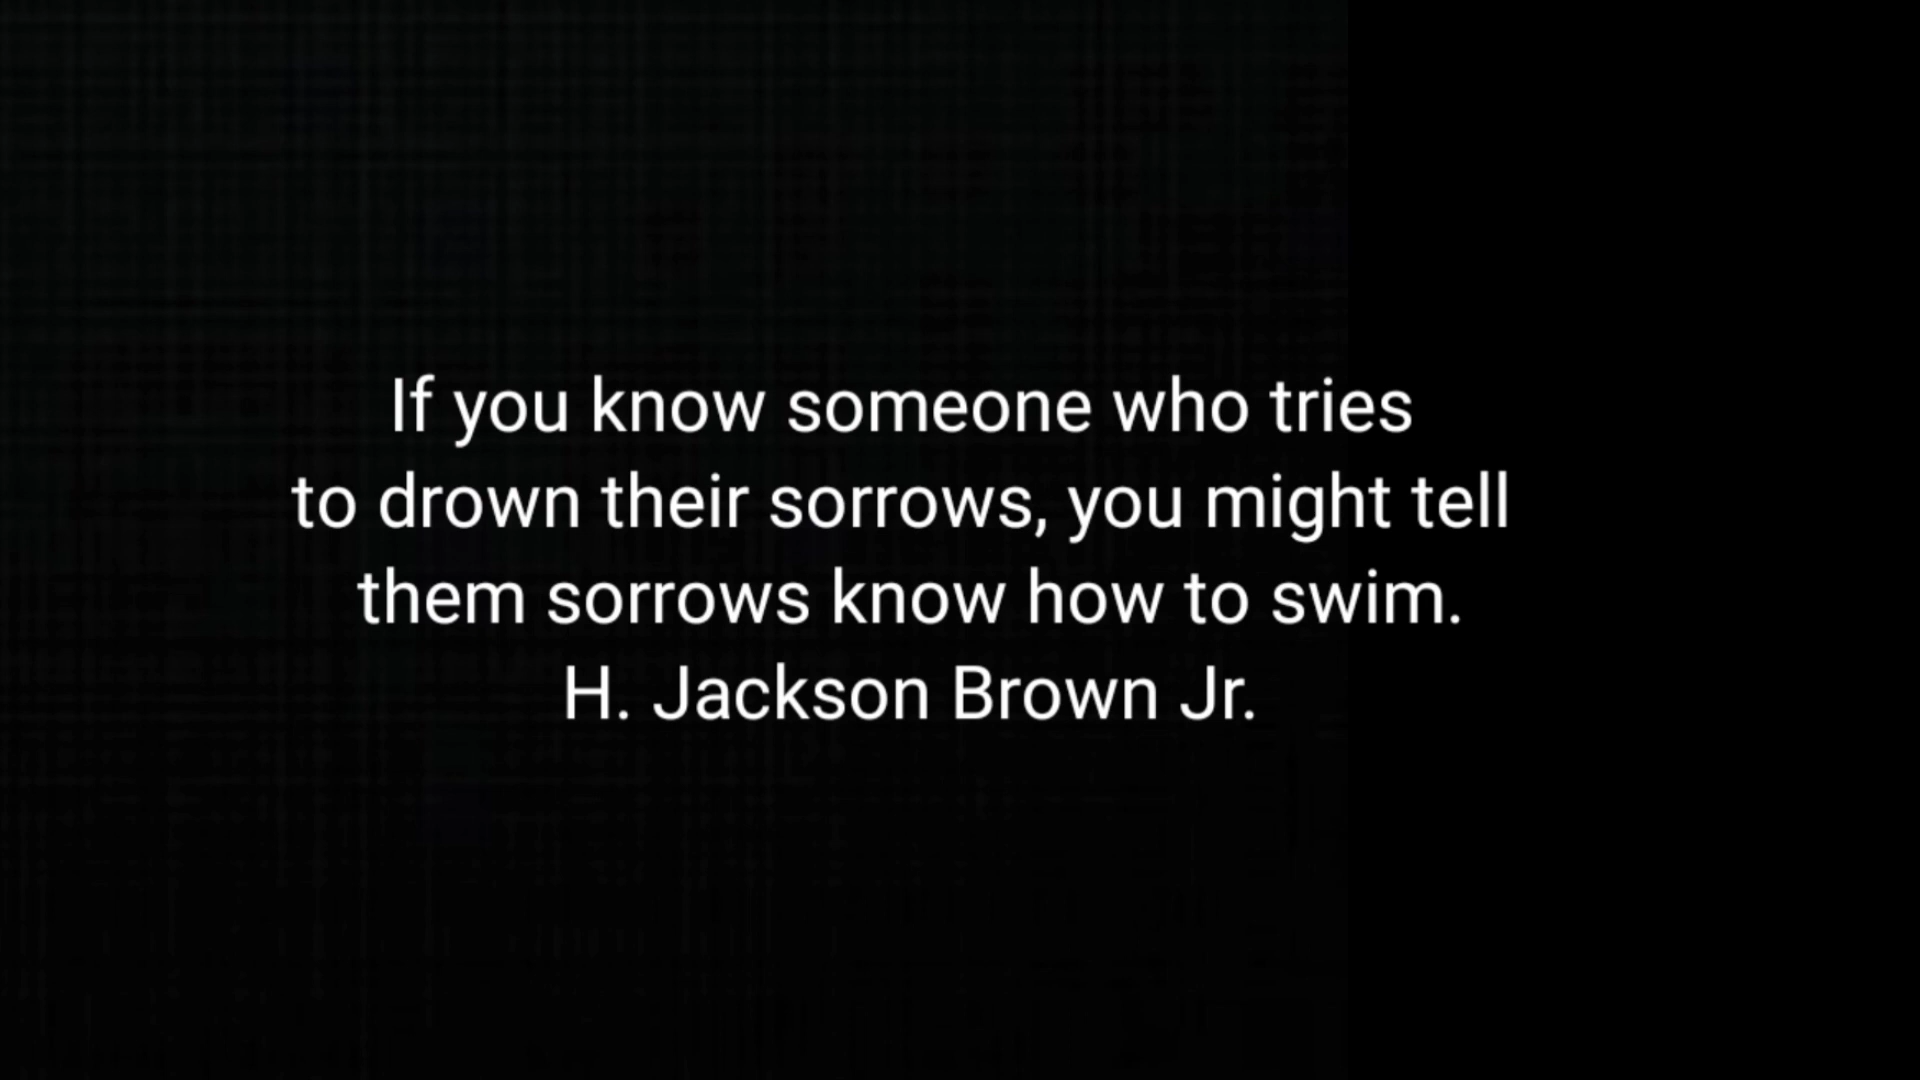 If you know someone who tries
to drown their sorrows, you might tell
them sorrows know how to swim.
H. Jackson Brown Jr.